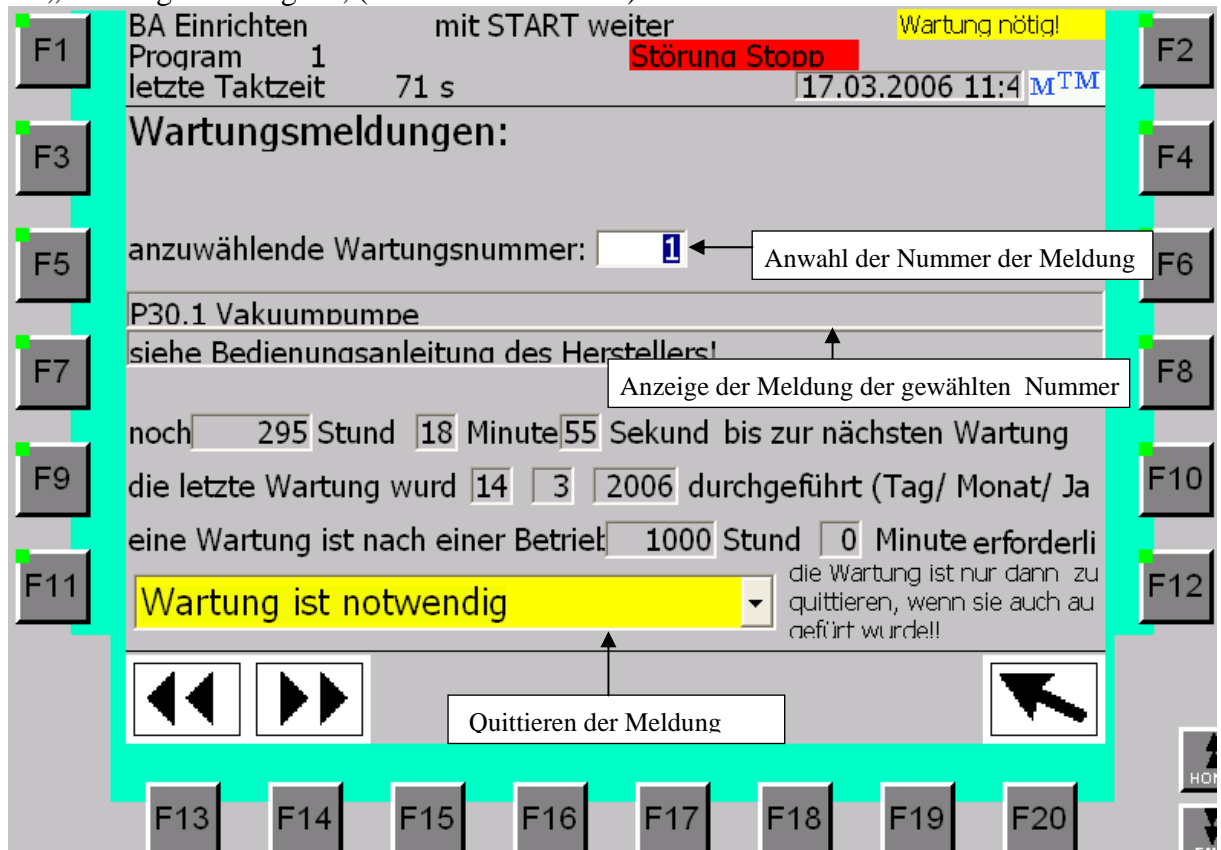 F1
BA Einrichten mit START weiter Wartung nötig!
F2
Program 1 Störung Stopp
letzte Taktzeit 71 s 17.03.2006 11:4 MTM
Wartungsmeldungen:
F3
F4
anzuwählende Wartungsnummer: 1
Anwahl der Nummer der Meldung
F5
F6
P30.1 Vakuumpumpe
siehe Bedienungsanleitung des Herstellers!
Anzeige der Meldung der gewählten Nummer
F7
F8
noch 295 Stund 18 Minute 55 Sekund bis zur nächsten Wartung
F9
die letzte Wartung wurd 14 3 2006 durchgeführt (Tag/ Monat/ Ja
F10
eine Wartung ist nach einer Betrieb 1000 Stund 0 Minute erforderli
F11
Wartung ist notwendig
die Wartung ist nur dann zu
quittieren, wenn sie auch au
gefürt wurde!!
F12
Quittieren der Meldung
F13 F14 F15 F16 F17 F18 F19 F20